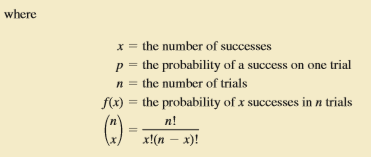 where
x = the number of successes
p = the probability of a success on one trial
n = the number of trials
f(x) = the probability of x successes in n trials
(n x) = n! / x!(n − x)!